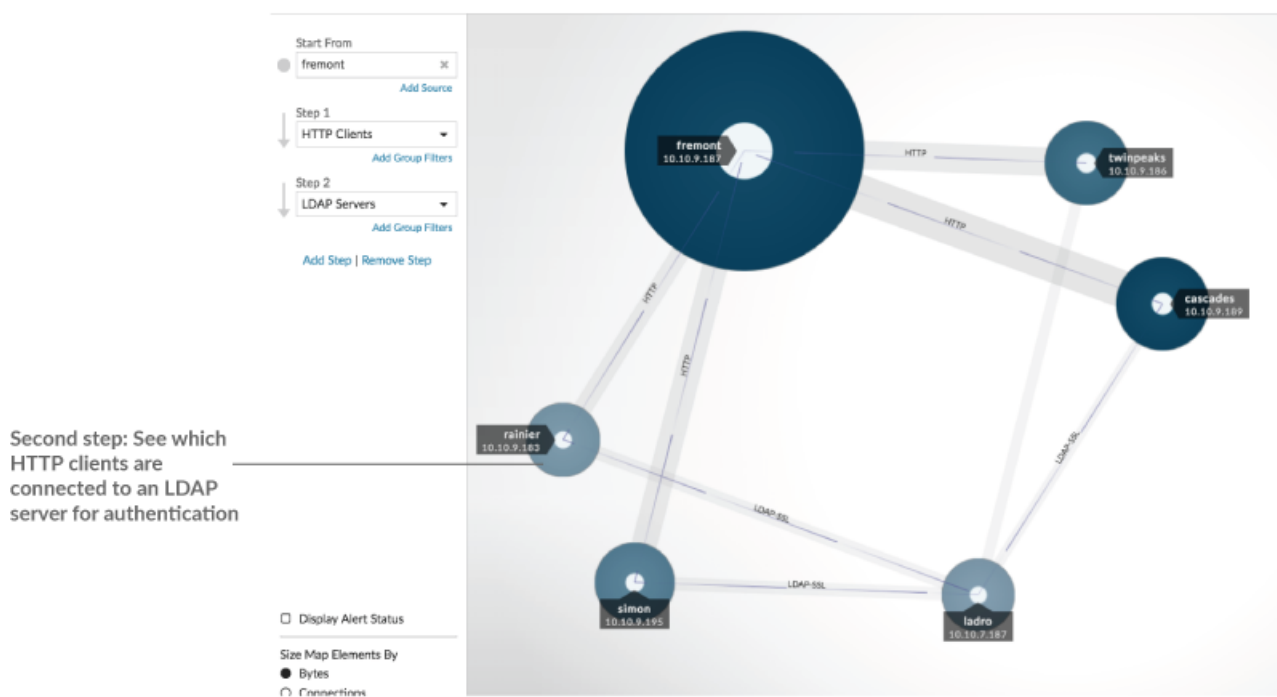 Start From
fremont
Add Source
Step 1
HTTP Clients
Add Group Filters
Step 2
LDAP Servers
Add Group Filters
Add Step | Remove Step
Second step: See which
HTTP clients are
connected to an LDAP
server for authentication
Display Alert Status
Size Map Elements By
Bytes
Connections
fremont
10.10.9.187
HTTP
twinpeaks
10.10.9.186
HTTP
cascades
10.10.9.189
HTTP
HTTP
rainier
10.10.9.183
LDAP-SSL
LDAP-SSL
LDAP-SSL
simon
10.10.9.195
ladro
10.10.7.187